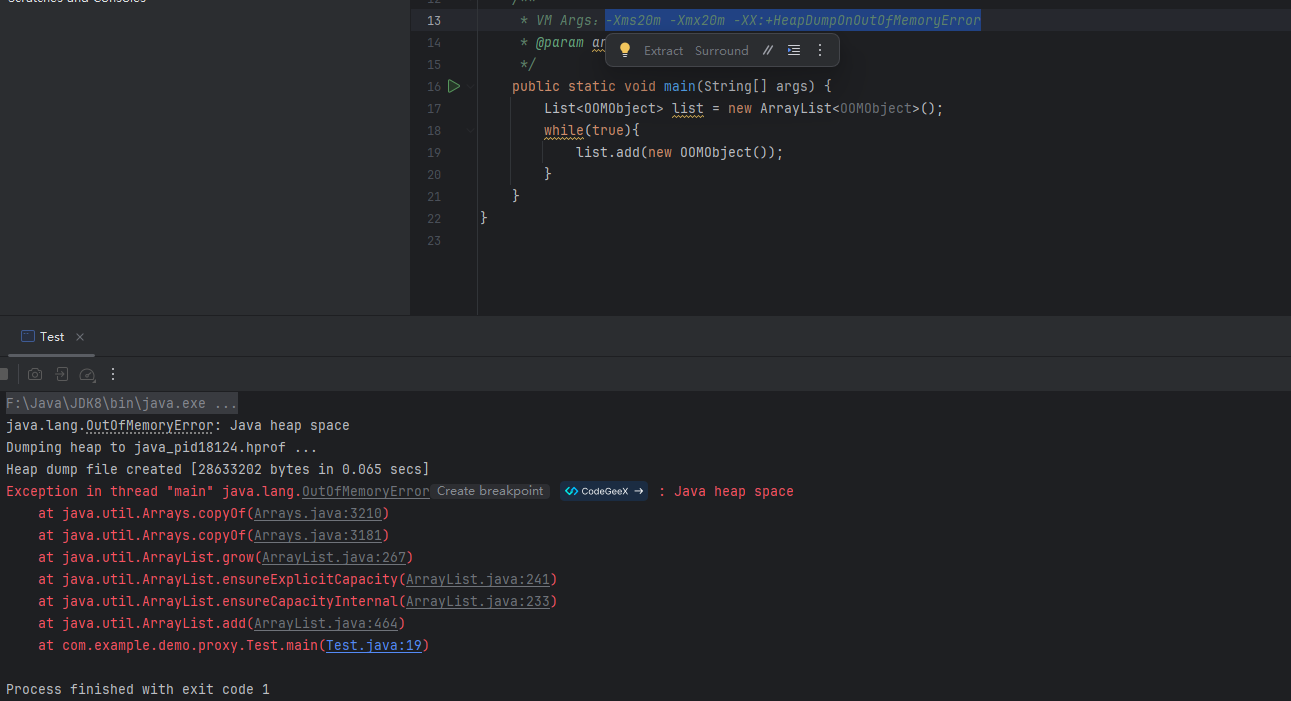 13 * VM Args：-Xms20m -Xmx20m -XX:+HeapDumpOnOutOfMemoryError
14 * @param
Extract Surround
15 */
16 public static void main(String[] args) {
17 List<OOMObject> list = new ArrayList<OOMObject>();
18 while(true){
19 list.add(new OOMObject());
20 }
21 }
22 }
23
Test
F:\Java\JDK8\bin\java.exe ...
java.lang.OutOfMemoryError: Java heap space
Dumping heap to java_pid18124.hprof ...
Heap dump file created [28633202 bytes in 0.065 secs]
Exception in thread "main" java.lang.OutOfMemoryError Create breakpoint CodeGeeX → : Java heap space
at java.util.Arrays.copyOf(Arrays.java:3210)
at java.util.Arrays.copyOf(Arrays.java:3181)
at java.util.ArrayList.grow(ArrayList.java:267)
at java.util.ArrayList.ensureExplicitCapacity(ArrayList.java:241)
at java.util.ArrayList.ensureCapacityInternal(ArrayList.java:233)
at java.util.ArrayList.add(ArrayList.java:464)
at com.example.demo.proxy.Test.main(Test.java:19)
Process finished with exit code 1